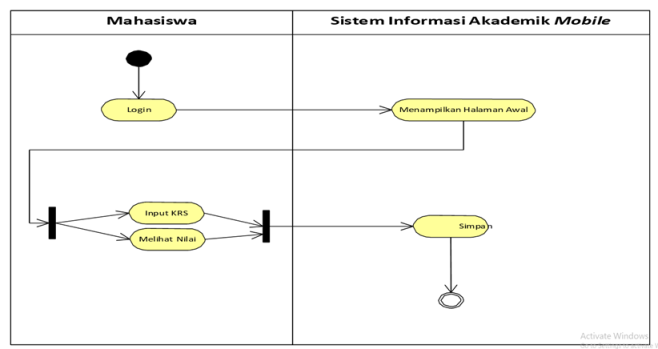 Mahasiswa
Sistem Informasi Akademik Mobile
Login
Menampilkan Halaman Awal
Input KRS
Melihat Nilai
Simpan
Activate Windows